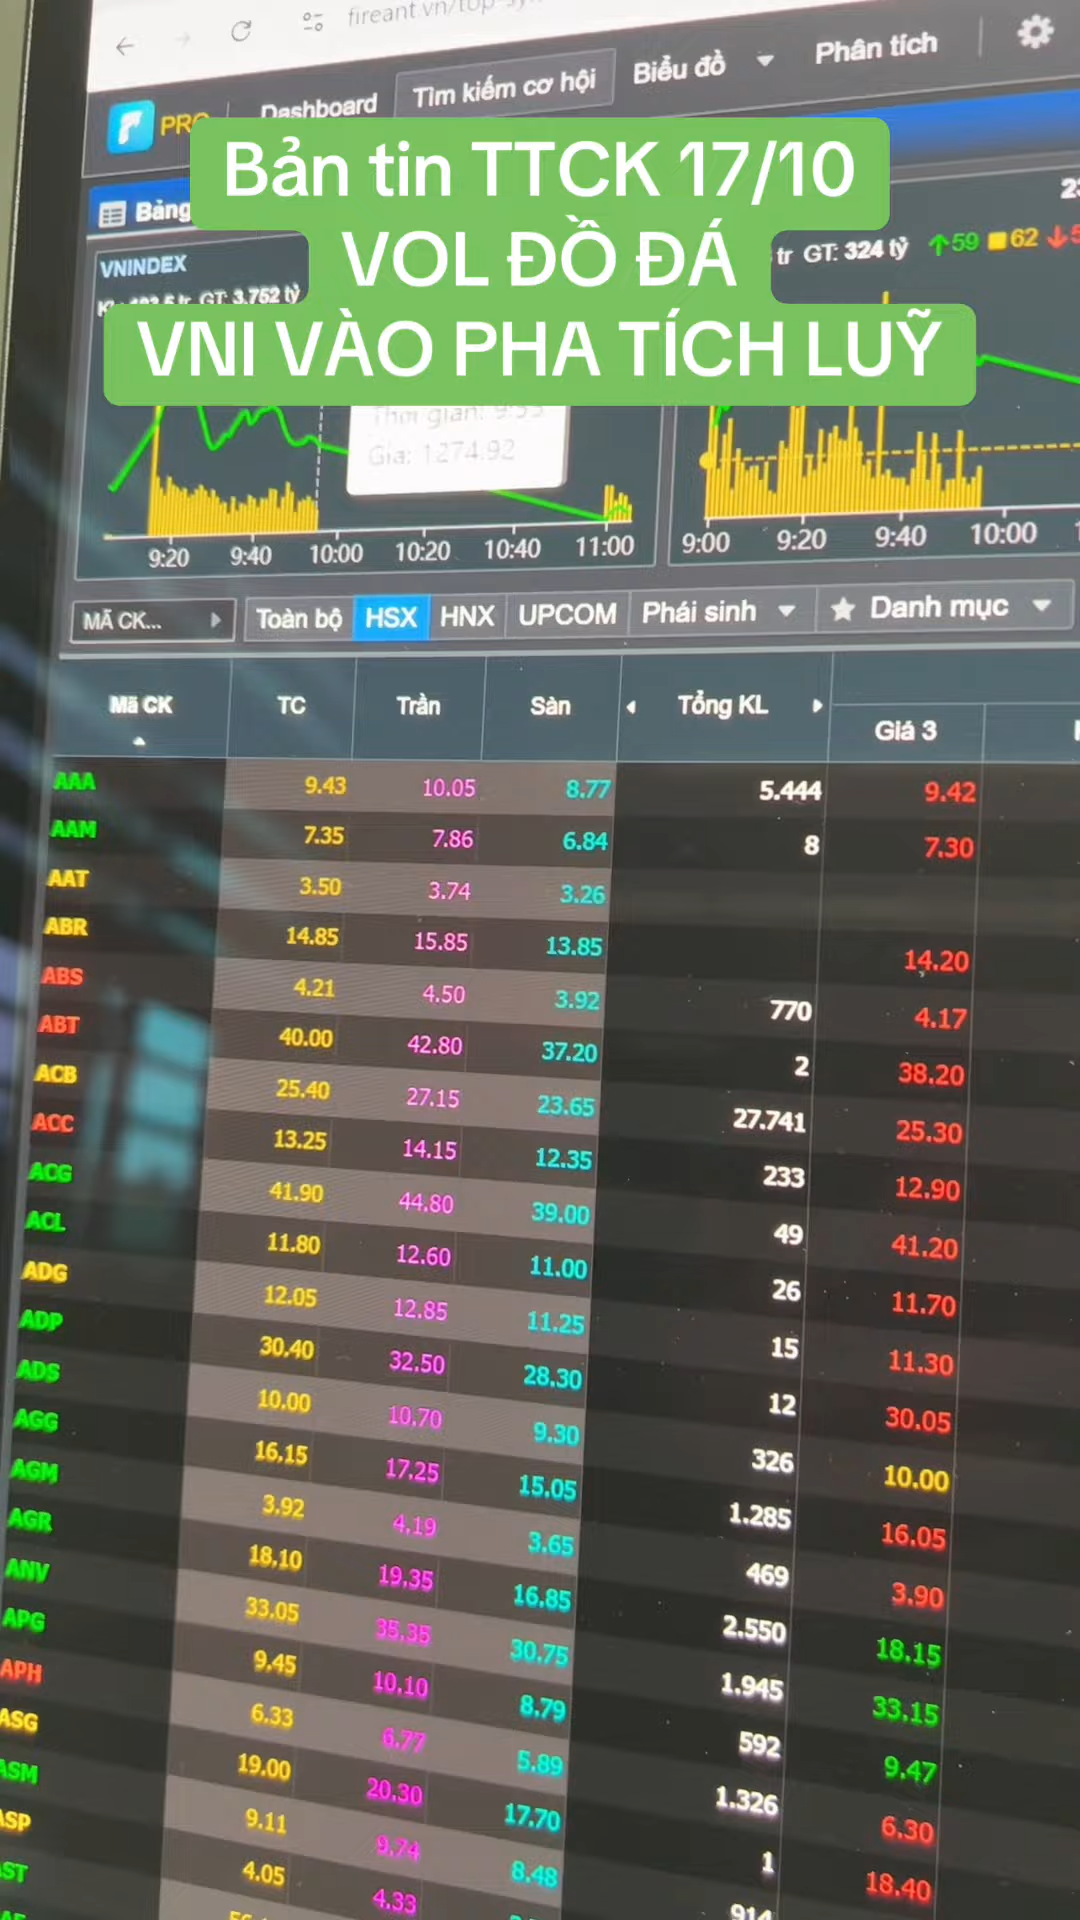 fireant.vn/top-sy
PRO Dashboard Tìm kiếm cơ hội Biểu đồ Phân tích
Bản tin TTCK 17/10
VOL ĐỒ ĐÁ
VNI VÀO PHA TÍCH LUỸ
Bảng
VNINDEX
GT: 3,752 tỷ
tr GT: 324 tỷ 59 62
Thời gian: 9:55
Giá: 1274.92
9:20 9:40 10:00 10:20 10:40 11:00
9:00 9:20 9:40 10:00
MÃ CK... Toàn bộ HSX HNX UPCOM Phái sinh Danh mục
Mã CK TC Trần Sàn Tổng KL Giá 3
AAA 9.43 10.05 8.77 5.444 9.42
AAM 7.35 7.86 6.84 8 7.30
AAT 3.50 3.74 3.26
ABR 14.85 15.85 13.85 14.20
ABS 4.21 4.50 3.92 770 4.17
ABT 40.00 42.80 37.20 2 38.20
ACB 25.40 27.15 23.65 27.741 25.30
ACC 13.25 14.15 12.35 233 12.90
ACG 41.90 44.80 39.00 49 41.20
ACL 11.80 12.60 11.00 26 11.70
ADG 12.05 12.85 11.25 15 11.30
ADP 30.40 32.50 28.30 12 30.05
ADS 10.00 10.70 9.30 326 10.00
AGG 16.15 17.25 15.05 1.285 16.05
AGM 3.92 4.19 3.65 469 3.90
AGR 18.10 19.35 16.85 2.550 18.15
ANV 33.05 35.35 30.75 1.945 33.15
APG 9.45 10.10 8.79 592 9.47
APH 6.33 6.77 5.89 1.326 6.30
ASG 19.00 20.30 17.70 1 18.40
ASM 9.11 9.74 8.48 914
ASP 4.05 4.33
AST